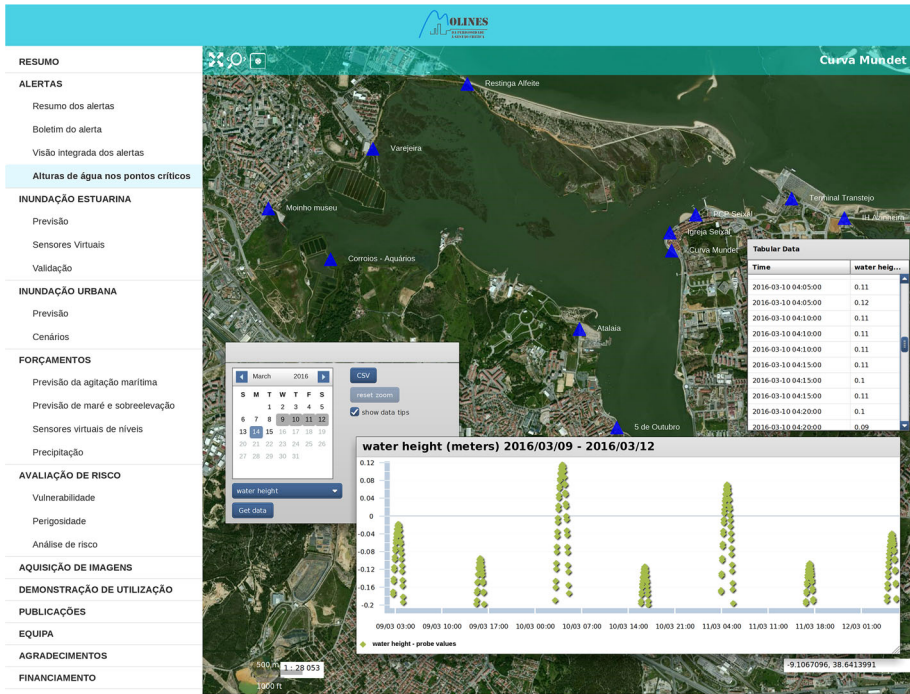 MOLINES
RESUMO
ALERTAS
Resumo dos alertas
Boletim do alerta
Visão integrada dos alertas
Alturas de água nos pontos críticos
INUNDAÇÃO ESTUARINA
Previsão
Sensores Virtuais
Validação
INUNDAÇÃO URBANA
Previsão
Cenários
FORÇAMENTOS
Previsão da agitação marítima
Previsão de maré e sobreelevação
Sensores virtuais de níveis
Precipitação
AVALIAÇÃO DE RISCO
Vulnerabilidade
Perigosidade
Análise de risco
AQUISIÇÃO DE IMAGENS
DEMONSTRAÇÃO DE UTILIZAÇÃO
PUBLICAÇÕES
EQUIPA
AGRADECIMENTOS
FINANCIAMENTO
Curva Mundet
Restinga Alfeite
Varejeira
Moinho museu
Corroios - Aquários
Terminal Transtejo
PCP Seixal
Igreja Seixal
Curva Mundet
Atalaia
5 de Outubro
Tabular Data
Time water heig...
2016-03-10 04:05:00 0.11
2016-03-10 04:05:00 0.12
2016-03-10 04:10:00 0.11
2016-03-10 04:10:00 0.11
2016-03-10 04:10:00 0.11
2016-03-10 04:15:00 0.11
2016-03-10 04:15:00 0.1
2016-03-10 04:15:00 0.11
2016-03-10 04:20:00 0.1
2016-03-10 04:20:00 0.09
March 2016
S M T W T F S
1 2 3 4 5
6 7 8 9 10 11 12
13 14 15 16 17 18 19
20 21 22 23 24 25 26
27 28 29 30 31
CSV
reset zoom
show data tips
water height
Get data
water height (meters) 2016/03/09 - 2016/03/12
0.12
0.08
0.04
0
-0.04
-0.08
-0.12
-0.16
-0.2
09/03 03:00 09/03 10:00 09/03 17:00 10/03 00:00 10/03 07:00 10/03 14:00 10/03 21:00 11/03 04:00 11/03 11:00 11/03 18:00 12/03 01:00
water height - probe values
500 m
1 : 28 053
1000 ft
-9.1067096, 38.6413991